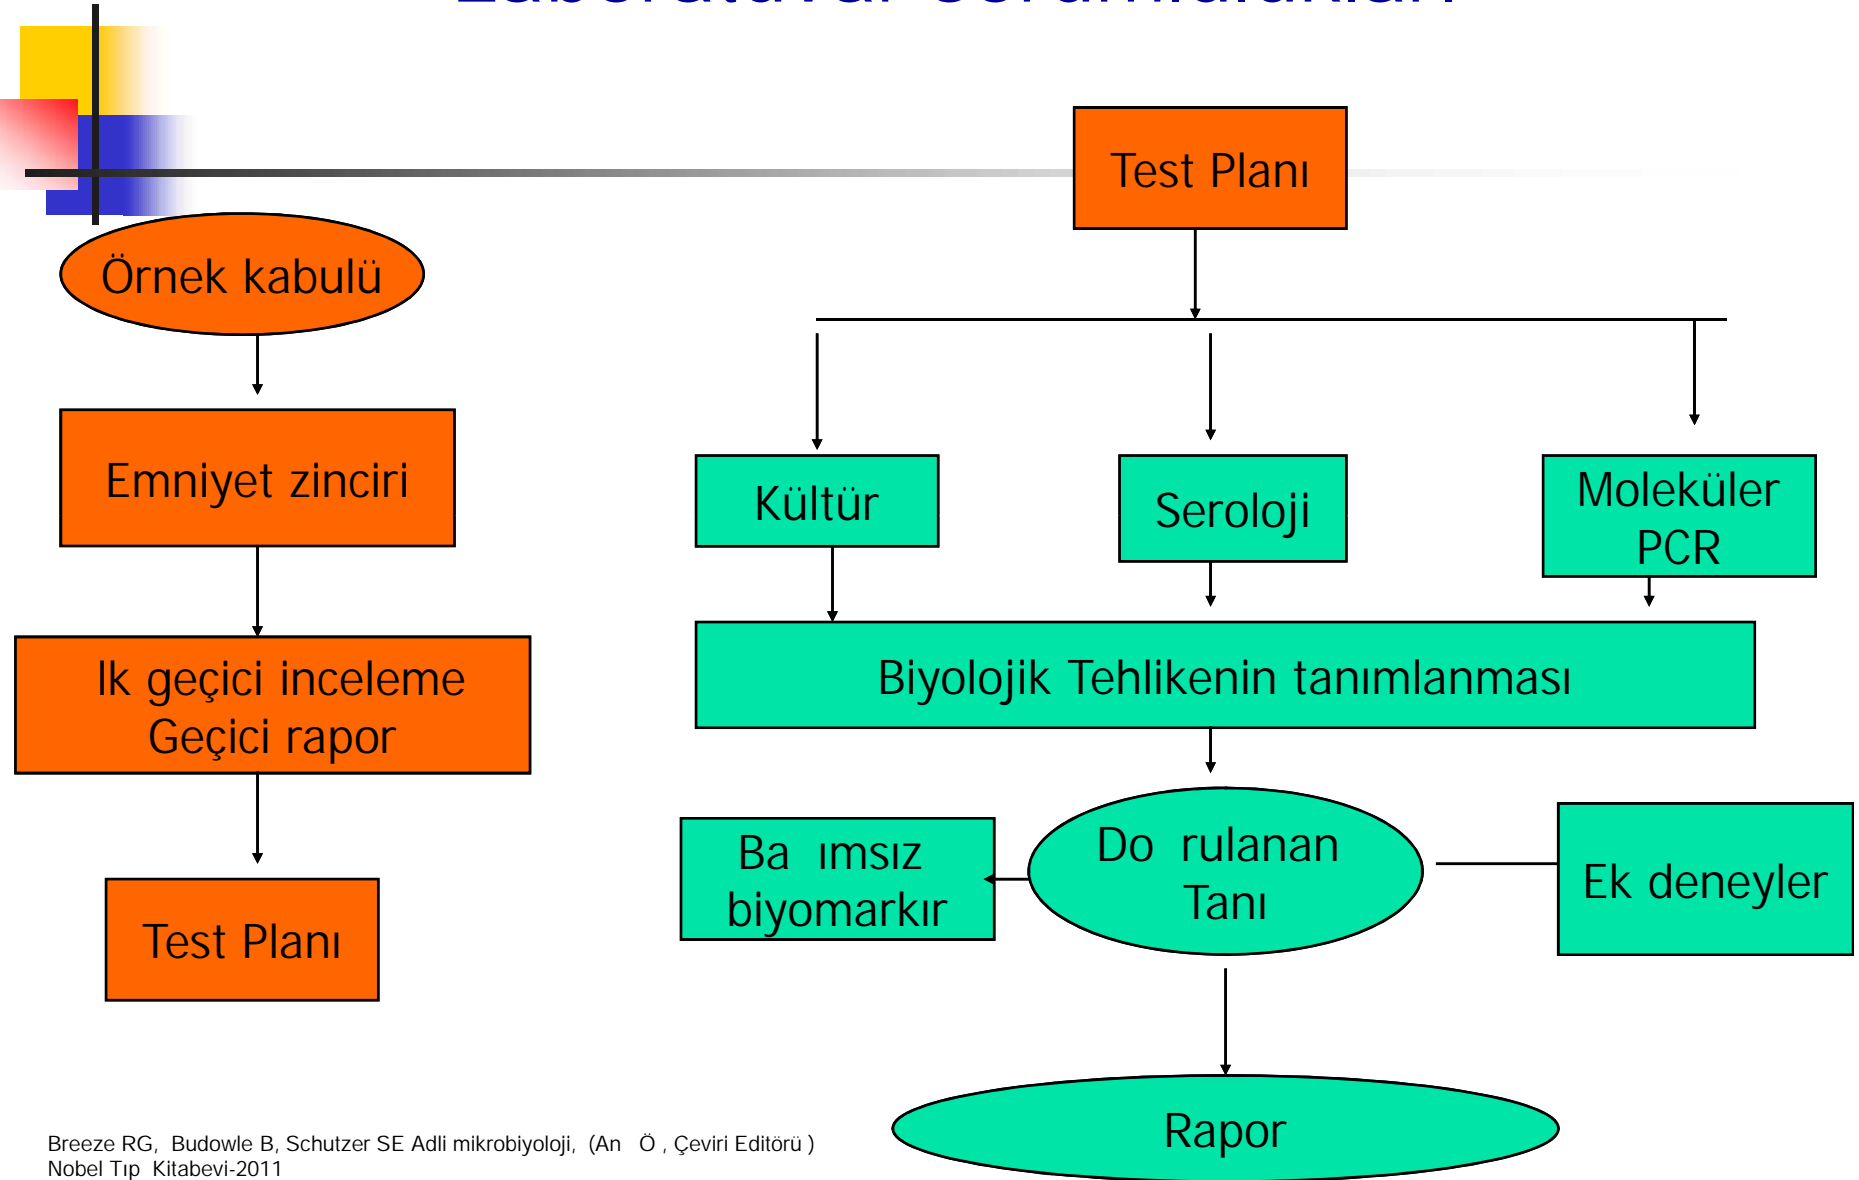 Laboratuvar Sorumlulukları
Test Planı
Örnek kabulü
Emniyet zinciri
Ik geçici inceleme
Geçici rapor
Test Planı
Kültür
Seroloji
Moleküler
PCR
Biyolojik Tehlikenin tanımlanması
Ba ımsız
biyomarkır
Do rulanan
Tanı
Ek deneyler
Rapor
Breeze RG, Budowle B, Schutzer SE Adli mikrobiyoloji, (An Ö , Çeviri Editörü )
Nobel Tıp Kitabevi-2011